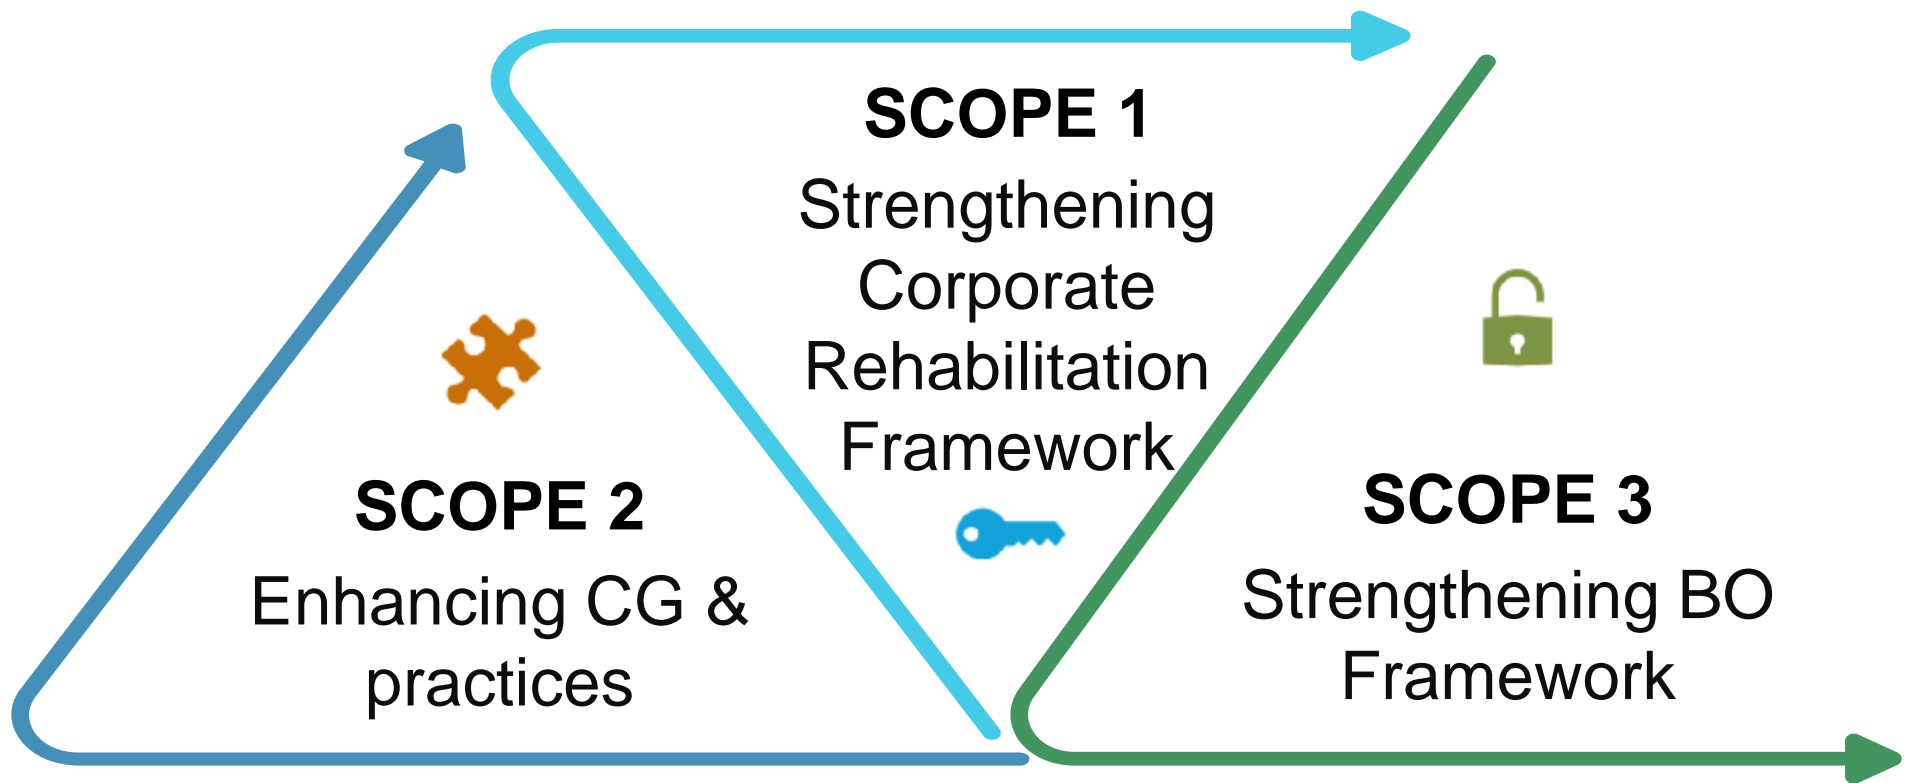 SCOPE 1
Strengthening
Corporate
Rehabilitation
Framework
SCOPE 2
Enhancing CG &
practices
SCOPE 3
Strengthening BO
Framework